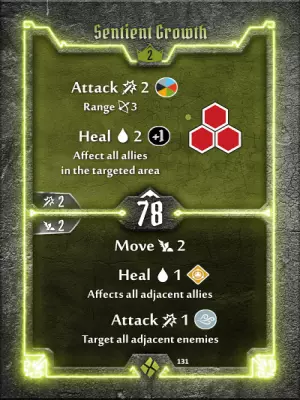 Sentient Growth
2
Attack 2
Range 3
Heal 2 +1
Affect all allies
in the targeted area
2
78
2
Move 2
Heal 1
Affects all adjacent allies
Attack 1
Target all adjacent enemies
131